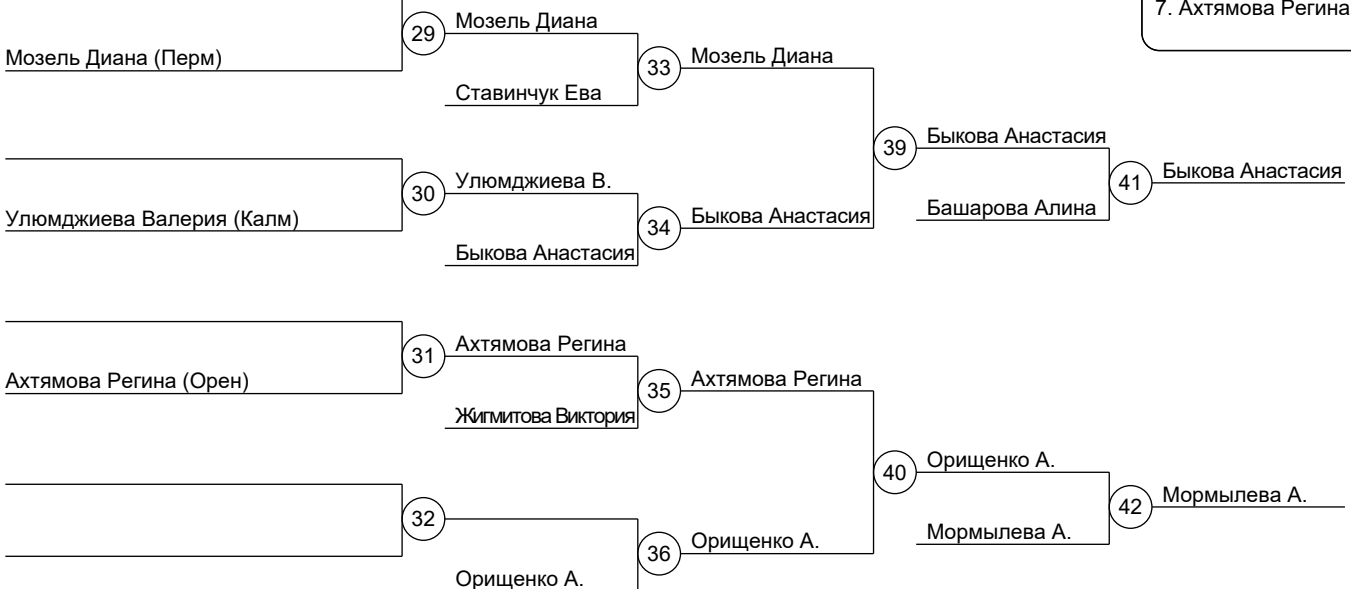 7. Ахтямова Регина
29
Мозель Диана
Мозель Диана (Перм)
33
Мозель Диана
Ставинчук Ева
39
Быкова Анастасия
30
Улюмджиева В.
41
Быкова Анастасия
Улюмджиева Валерия (Калм)
34
Быкова Анастасия
Башарова Алина
Быкова Анастасия
31
Ахтямова Регина
Ахтямова Регина (Орен)
35
Ахтямова Регина
Жигмитова Виктория
40
Орищенко А.
32
42
Мормылева А.
36
Орищенко А.
Мормылева А.
Орищенко А.